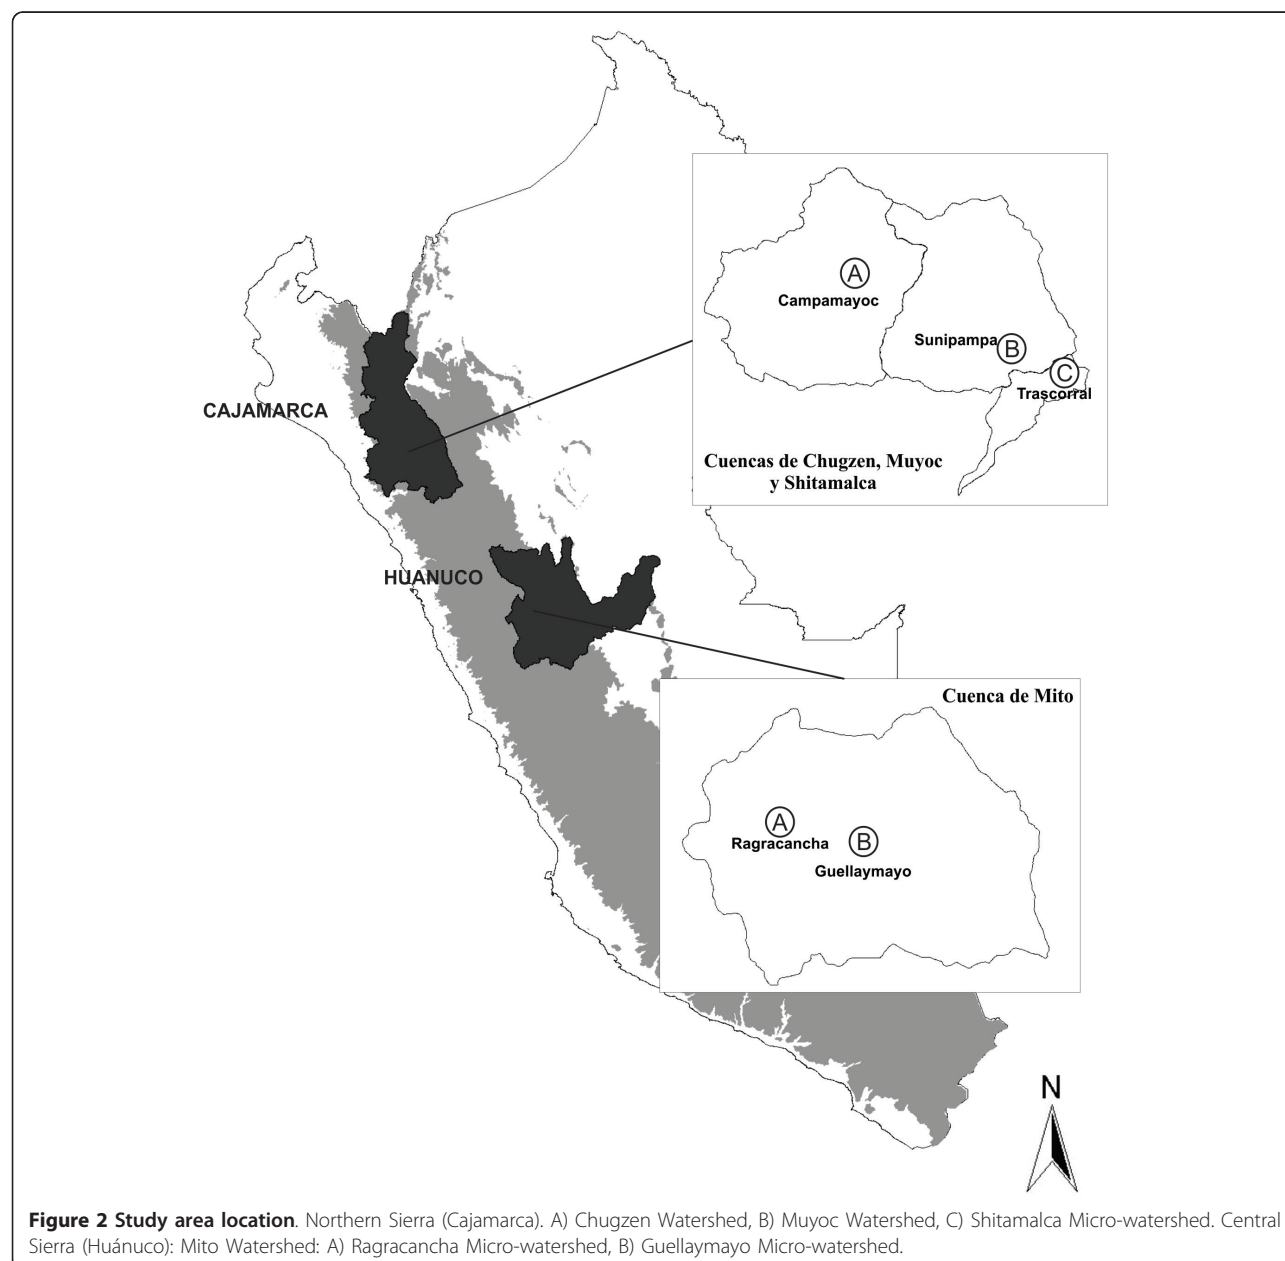 A
Campamayoc
Sunipampa
B
C
Trascorral
Cuencas de Chugzen, Muyoc
y Shitamalca
CAJAMARCA
HUANUCO
Cuenca de Mito
A
Ragracancha
B
Guellaymayo
N
Figure 2 Study area location. Northern Sierra (Cajamarca). A) Chugzen Watershed, B) Muyoc Watershed, C) Shitamalca Micro-watershed. Central
Sierra (Huánuco): Mito Watershed: A) Ragracancha Micro-watershed, B) Guellaymayo Micro-watershed.